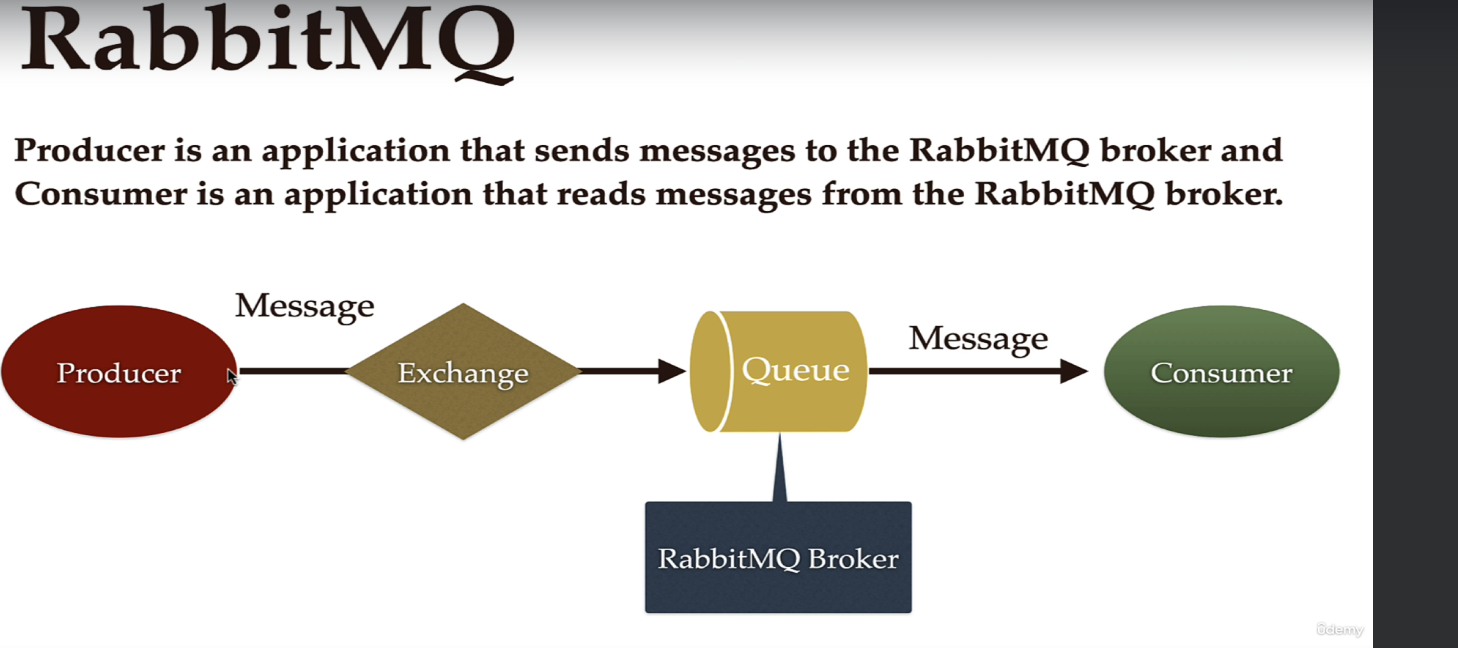 RabbitMQ
Producer is an application that sends messages to the RabbitMQ broker and
Consumer is an application that reads messages from the RabbitMQ broker.
Message
Producer
Exchange
Queue
Message
Consumer
RabbitMQ Broker
ûdemy